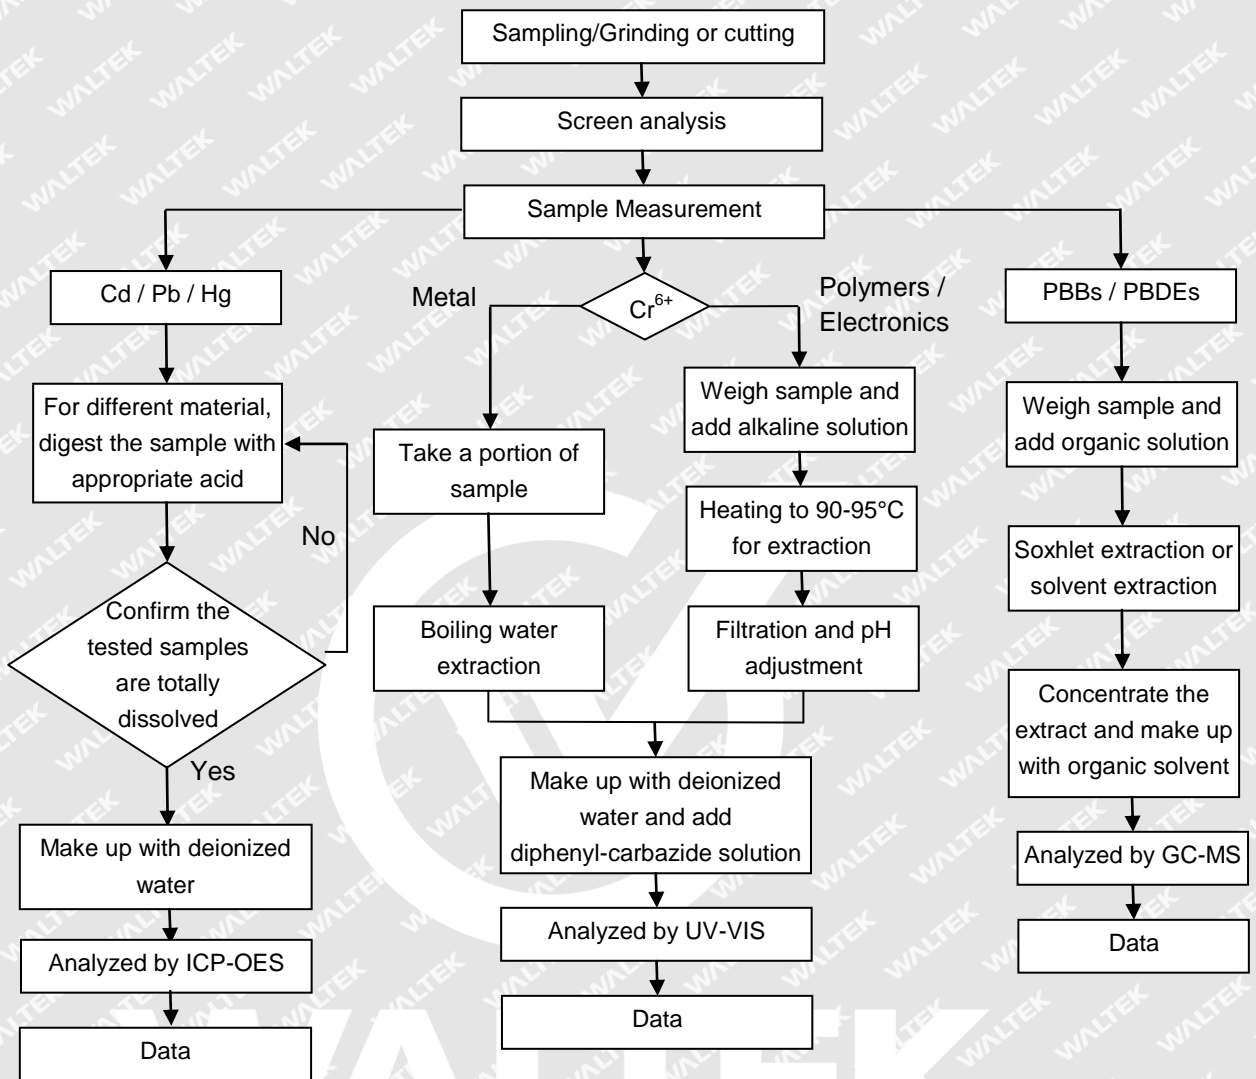 Sampling/Grinding or cutting
Screen analysis
Sample Measurement
Cd / Pb / Hg
For different material,
digest the sample with
appropriate acid
No
Confirm the
tested samples
are totally
dissolved
Yes
Make up with deionized
water
Analyzed by ICP-OES
Data
Cr6+
Metal
Take a portion of
sample
Boiling water
extraction
Polymers /
Electronics
Weigh sample and
add alkaline solution
Heating to 90-95°C
for extraction
Filtration and pH
adjustment
Make up with deionized
water and add
diphenyl-carbazide solution
Analyzed by UV-VIS
Data
PBBs / PBDEs
Weigh sample and
add organic solution
Soxhlet extraction or
solvent extraction
Concentrate the
extract and make up
with organic solvent
Analyzed by GC-MS
Data
WALTEK